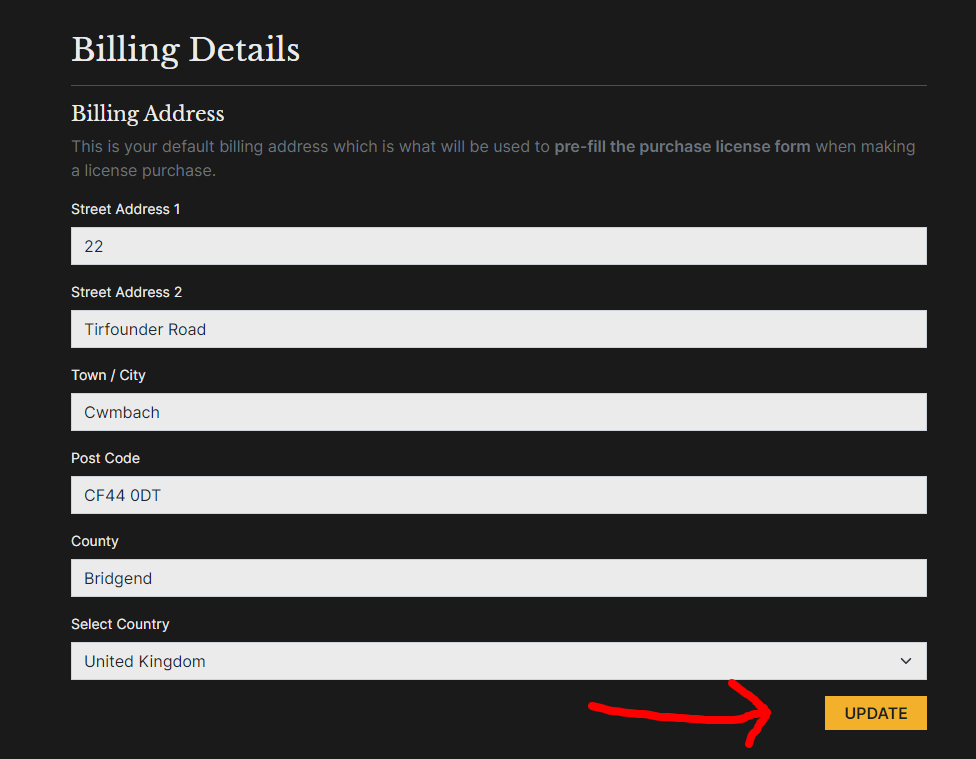 Billing Details
Billing Address
This is your default billing address which is what will be used to pre-fill the purchase license form when making
a license purchase.
Street Address 1
22
Street Address 2
Tirfounder Road
Town / City
Cwmbach
Post Code
CF44 0DT
County
Bridgend
Select Country
United Kingdom
UPDATE